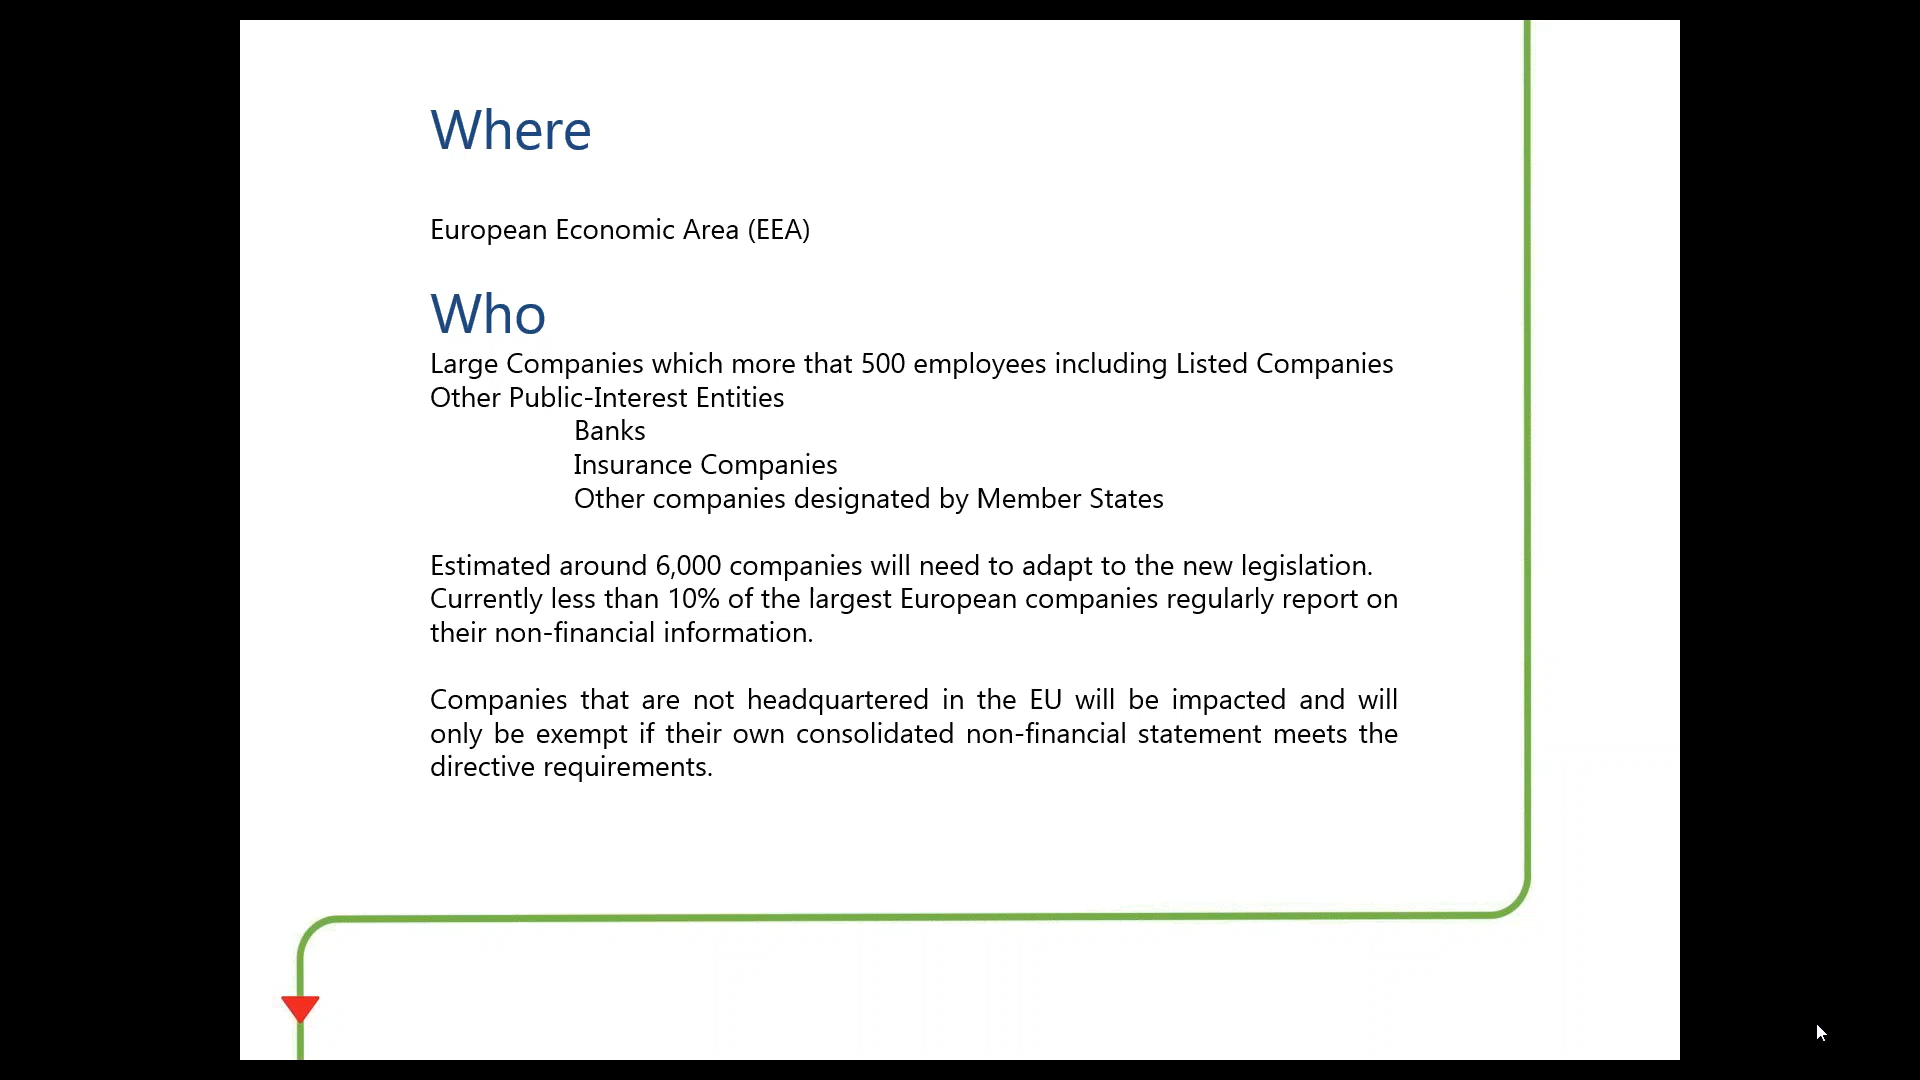 Where
European Economic Area (EEA)
Who
Large Companies which more that 500 employees including Listed Companies
Other Public-Interest Entities
Banks
Insurance Companies
Other companies designated by Member States
Estimated around 6,000 companies will need to adapt to the new legislation.
Currently less than 10% of the largest European companies regularly report on
their non-financial information.
Companies that are not headquartered in the EU will be impacted and will
only be exempt if their own consolidated non-financial statement meets the
directive requirements.